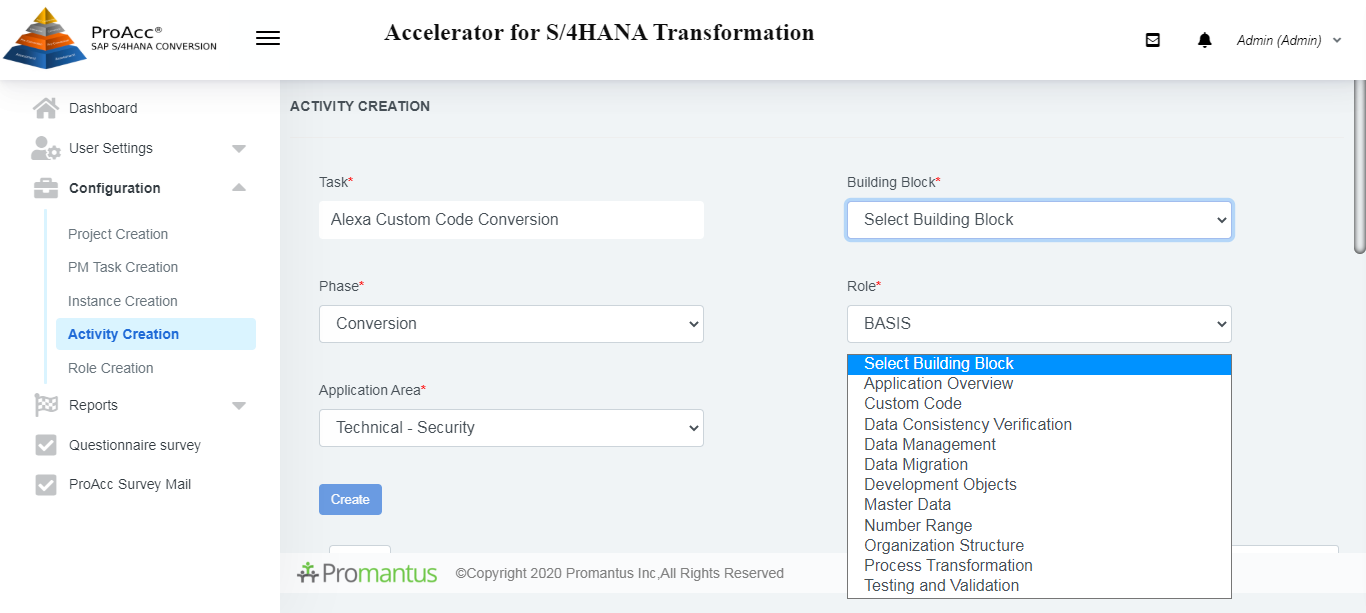 ProAcc®
SAP S/4HANA CONVERSION
Accelerator for S/4HANA Transformation
Admin (Admin)
Dashboard
User Settings
Configuration
Project Creation
PM Task Creation
Instance Creation
Activity Creation
Role Creation
Reports
Questionnaire survey
ProAcc Survey Mail
ACTIVITY CREATION
Task*
Alexa Custom Code Conversion
Building Block*
Select Building Block
Phase*
Conversion
Role*
BASIS
Application Area*
Technical - Security
Select Building Block
Application Overview
Custom Code
Data Consistency Verification
Data Management
Data Migration
Development Objects
Master Data
Number Range
Organization Structure
Process Transformation
Testing and Validation
Create
Promantus
©Copyright 2020 Promantus Inc,All Rights Reserved